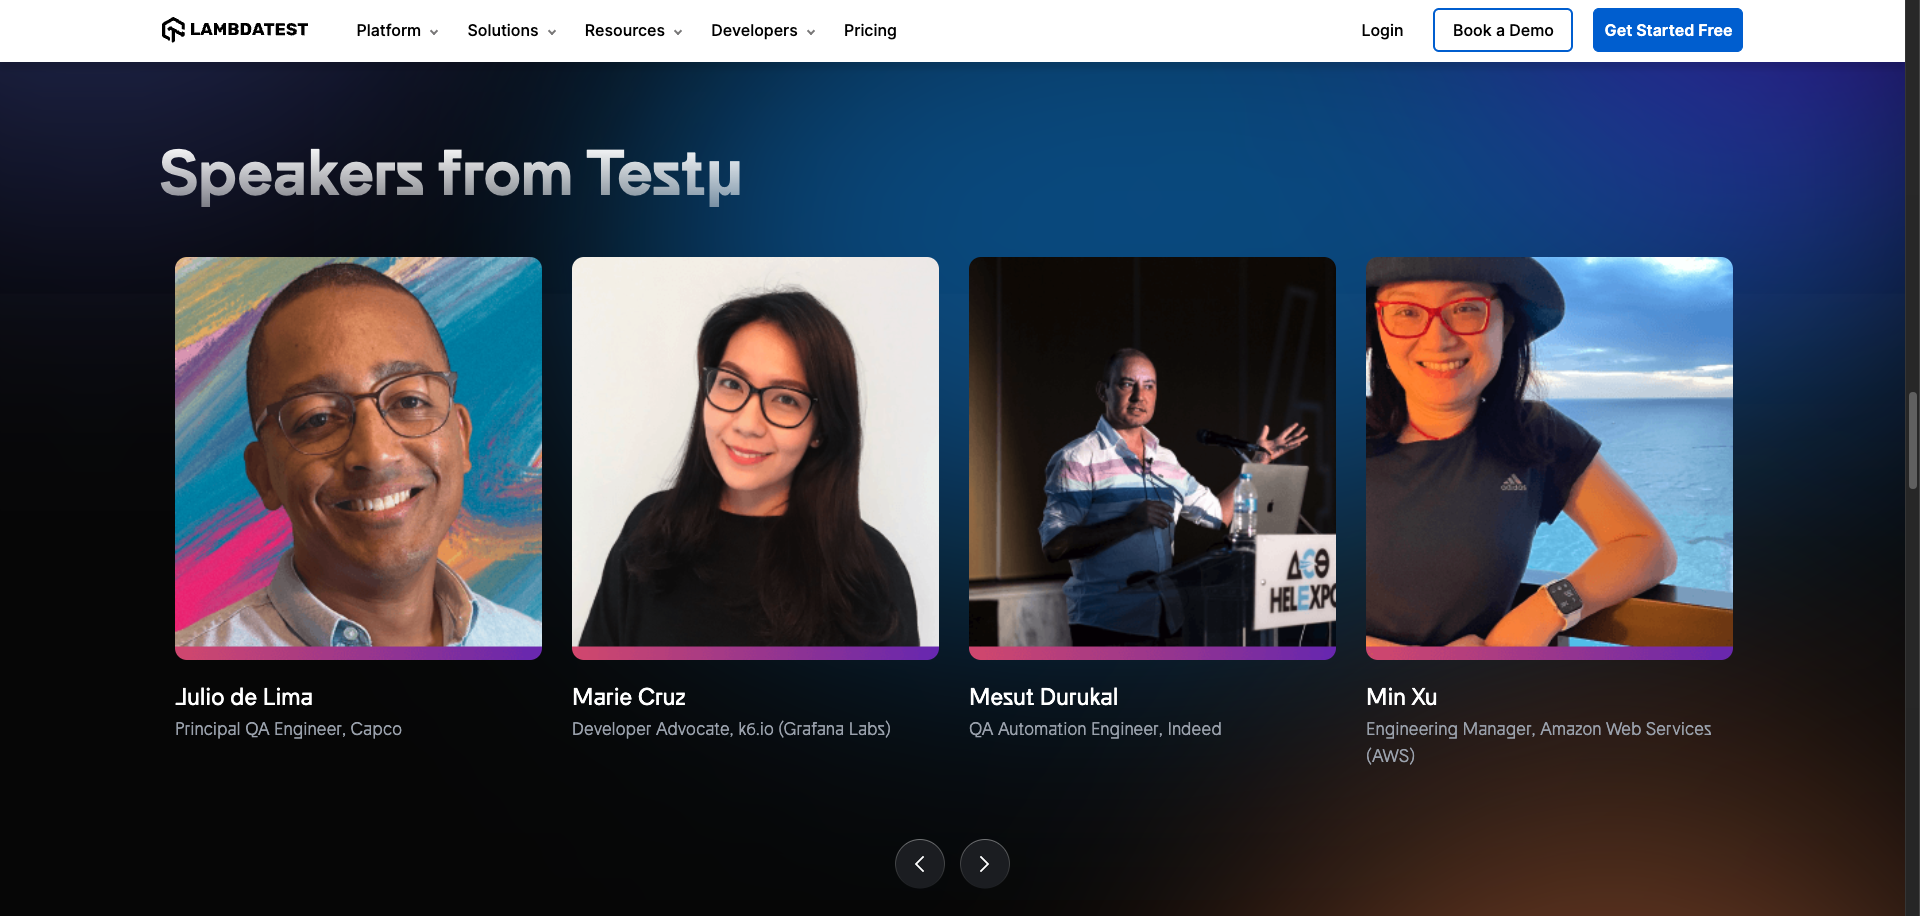 LAMBDATEST
Platform
Solutions
Resources
Developers
Pricing
Login
Book a Demo
Get Started Free
Speakers from Testμ
adidas
HELEXPO
Julio de Lima
Principal QA Engineer, Capco
Marie Cruz
Developer Advocate, k6.io (Grafana Labs)
Mesut Durukal
QA Automation Engineer, Indeed
Min Xu
Engineering Manager, Amazon Web Services
(AWS)